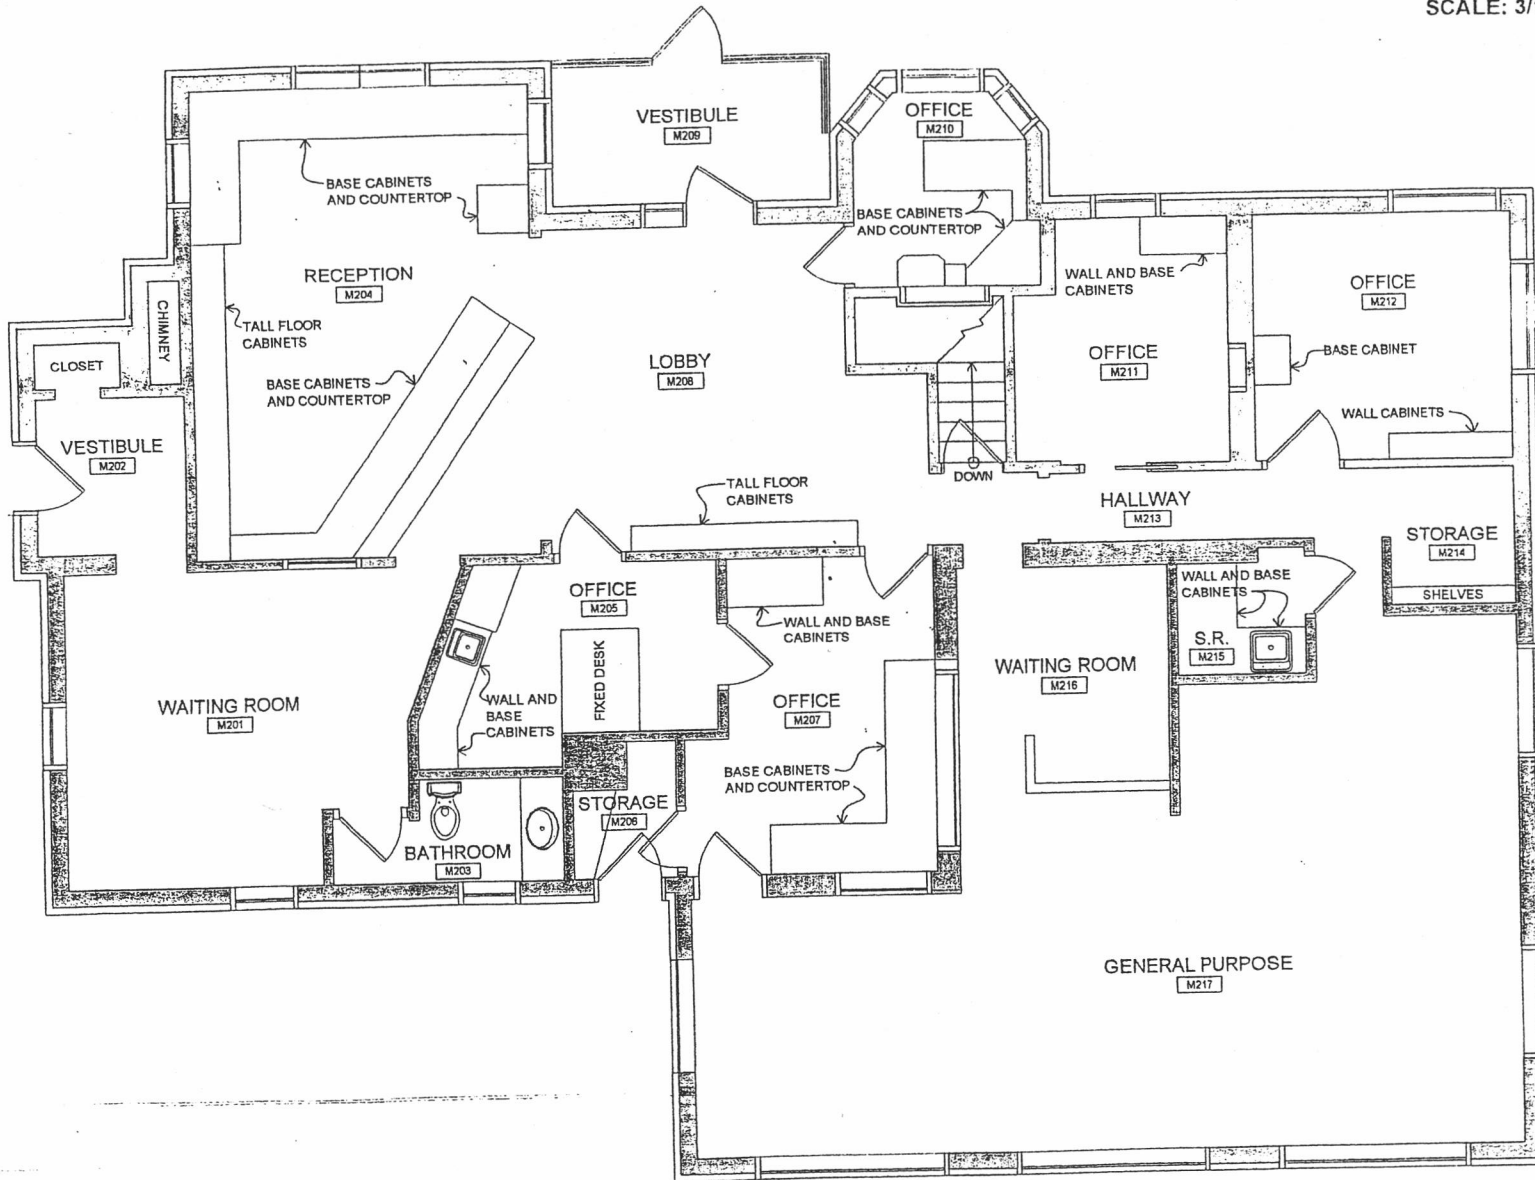 SCALE: 3/
VESTIBULE
M209
OFFICE
M210
BASE CABINETS
AND COUNTERTOP
BASE CABINETS
AND COUNTERTOP
RECEPTION
M204
WALL AND BASE
CABINETS
OFFICE
M212
CHIMNEY
TALL FLOOR
CABINETS
CLOSET
LOBBY
M208
OFFICE
M211
BASE CABINET
BASE CABINETS
AND COUNTERTOP
WALL CABINETS
VESTIBULE
M202
DOWN
TALL FLOOR
CABINETS
HALLWAY
M213
STORAGE
M214
SHELVES
OFFICE
M205
WALL AND BASE
CABINETS
WALL AND BASE
CABINETS
S.R.
M215
FIXED DESK
WAITING ROOM
M216
WAITING ROOM
M201
WALL AND
BASE
CABINETS
OFFICE
M207
BASE CABINETS
AND COUNTERTOP
STORAGE
M206
BATHROOM
M203
GENERAL PURPOSE
M217